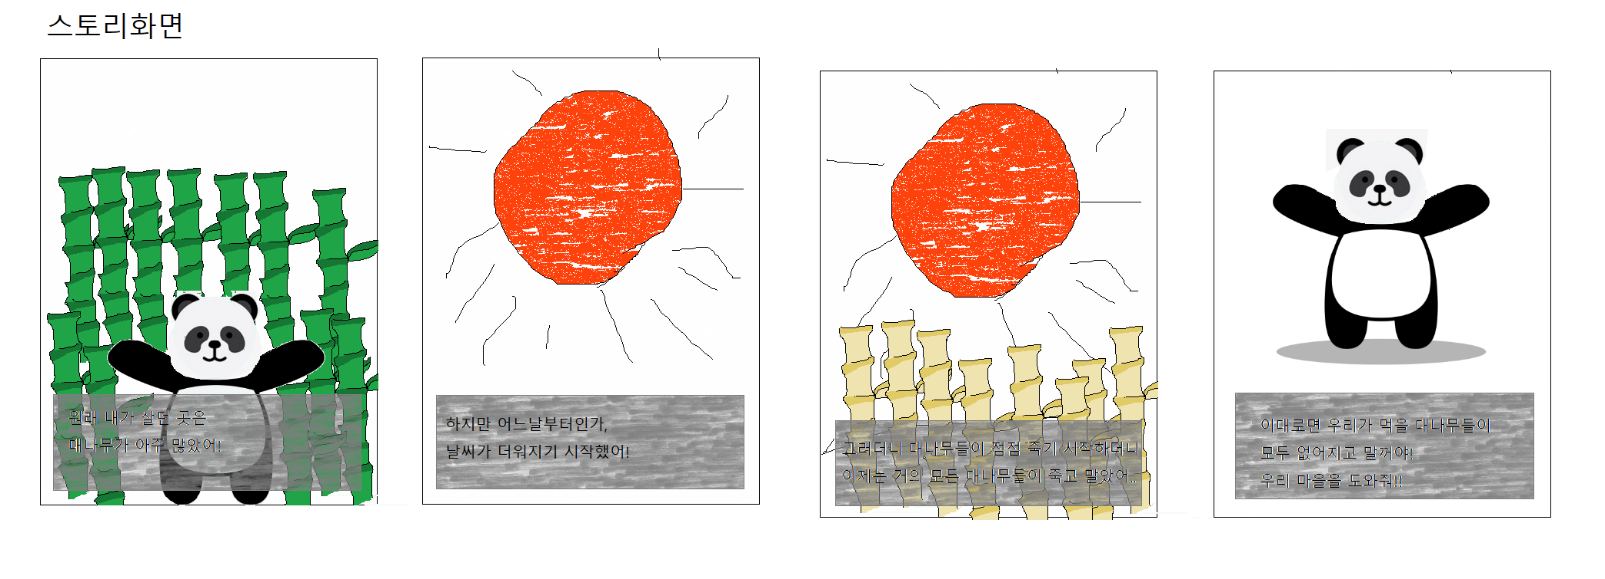 스토리화면
원래 내가 살던 곳은
대나무가 아주 많았어!
하지만 어느날부터인가,
날씨가 더워지기 시작했어!
그러더니 대나무들이 점점 죽기 시작하더니
이제는 거의 모든 대나무들이 죽고 말았어..
이대로면 우리가 먹을 대나무들이
모두 없어지고 말꺼야!
우리 마을을 도와줘!!